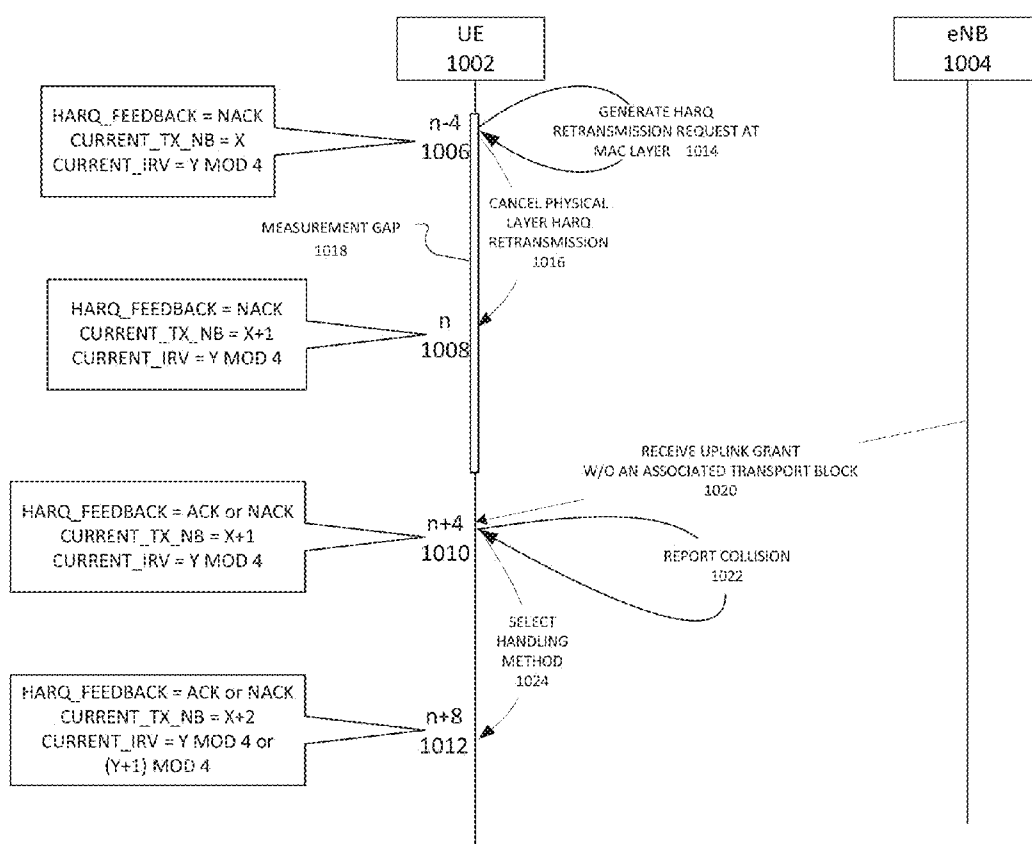 UE
1002
eNB
1004
HARQ_FEEDBACK = NACK
CURRENT_TX_NB = X
CURRENT_IRV = Y MOD 4
n-4
1006
GENERATE HARQ
RETRANSMISSION REQUEST AT
MAC LAYER 1014
CANCEL PHYSICAL
LAYER HARQ
RETRANSMISSION
1016
MEASUREMENT GAP
1018
HARQ_FEEDBACK = NACK
CURRENT_TX_NB = X+1
CURRENT_IRV = Y MOD 4
n
1008
RECEIVE UPLINK GRANT
W/O AN ASSOCIATED TRANSPORT BLOCK
1020
HARQ_FEEDBACK = ACK or NACK
CURRENT_TX_NB = X+1
CURRENT_IRV = Y MOD 4
n+4
1010
REPORT COLLISION
1022
SELECT
HANDLING
METHOD
1024
HARQ_FEEDBACK = ACK or NACK
CURRENT_TX_NB = X+2
CURRENT_IRV = Y MOD 4 or
(Y+1) MOD 4
n+8
1012